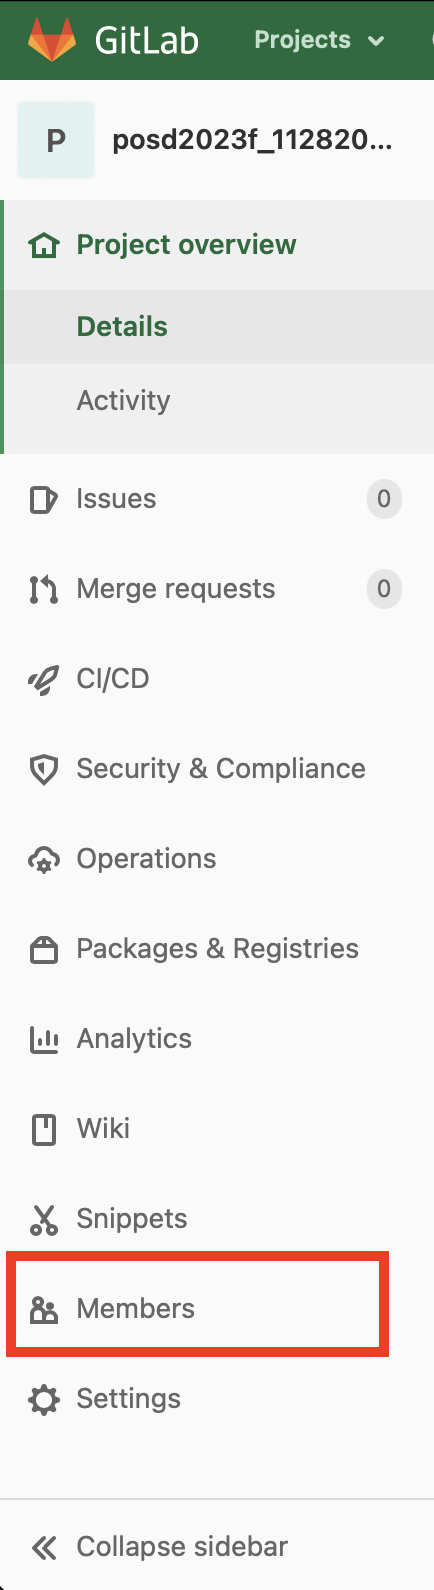 GitLab Projects
P posd2023f_112820...
Project overview
Details
Activity
Issues 0
Merge requests 0
CI/CD
Security & Compliance
Operations
Packages & Registries
Analytics
Wiki
Snippets
Members
Settings
Collapse sidebar